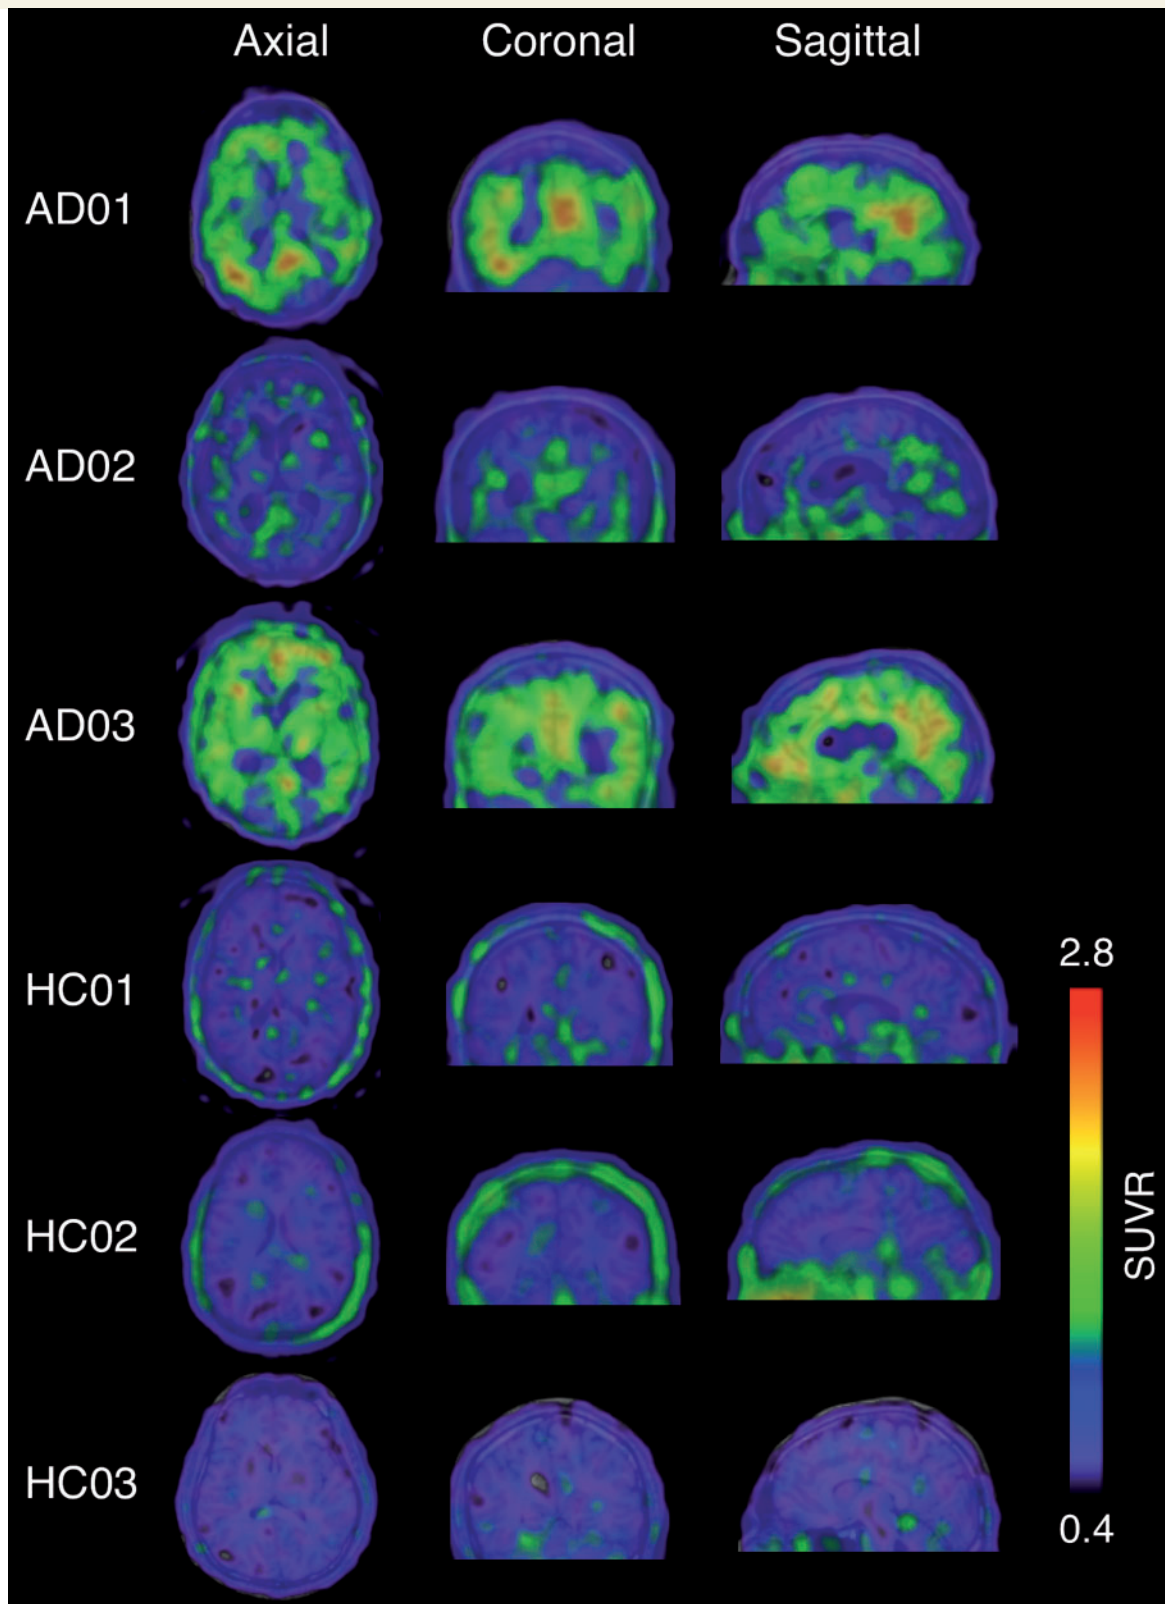 Axial Coronal Sagittal
AD01
AD02
AD03
HC01
2.8
HC02
SUVR
HC03
0.4